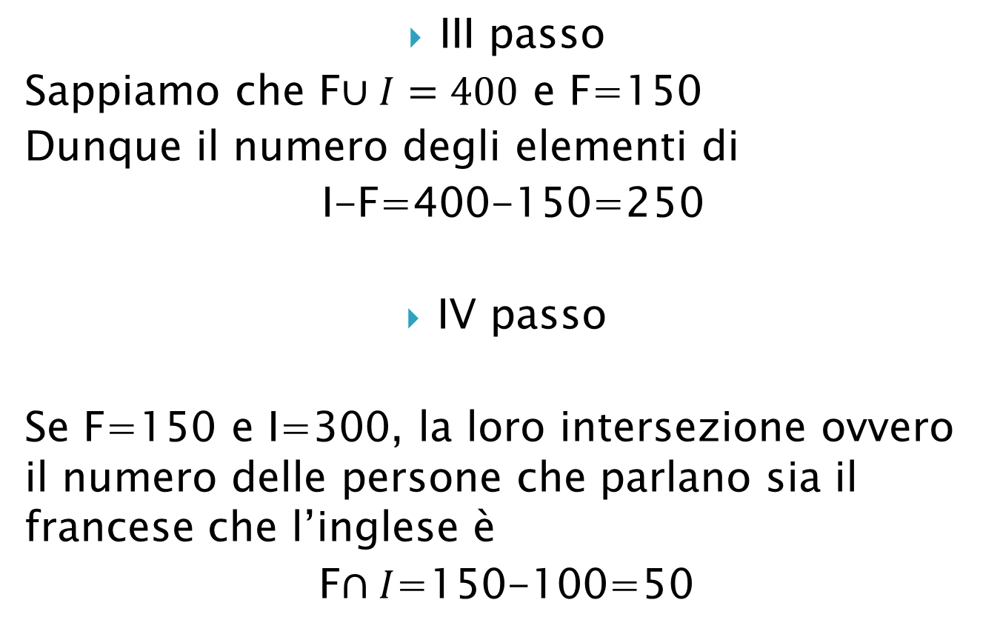 III passo
Sappiamo che F∪ I = 400 e F=150
Dunque il numero degli elementi di
I-F=400-150=250
IV passo
Se F=150 e I=300, la loro intersezione ovvero
il numero delle persone che parlano sia il
francese che l’inglese è
F∩ I=150-100=50